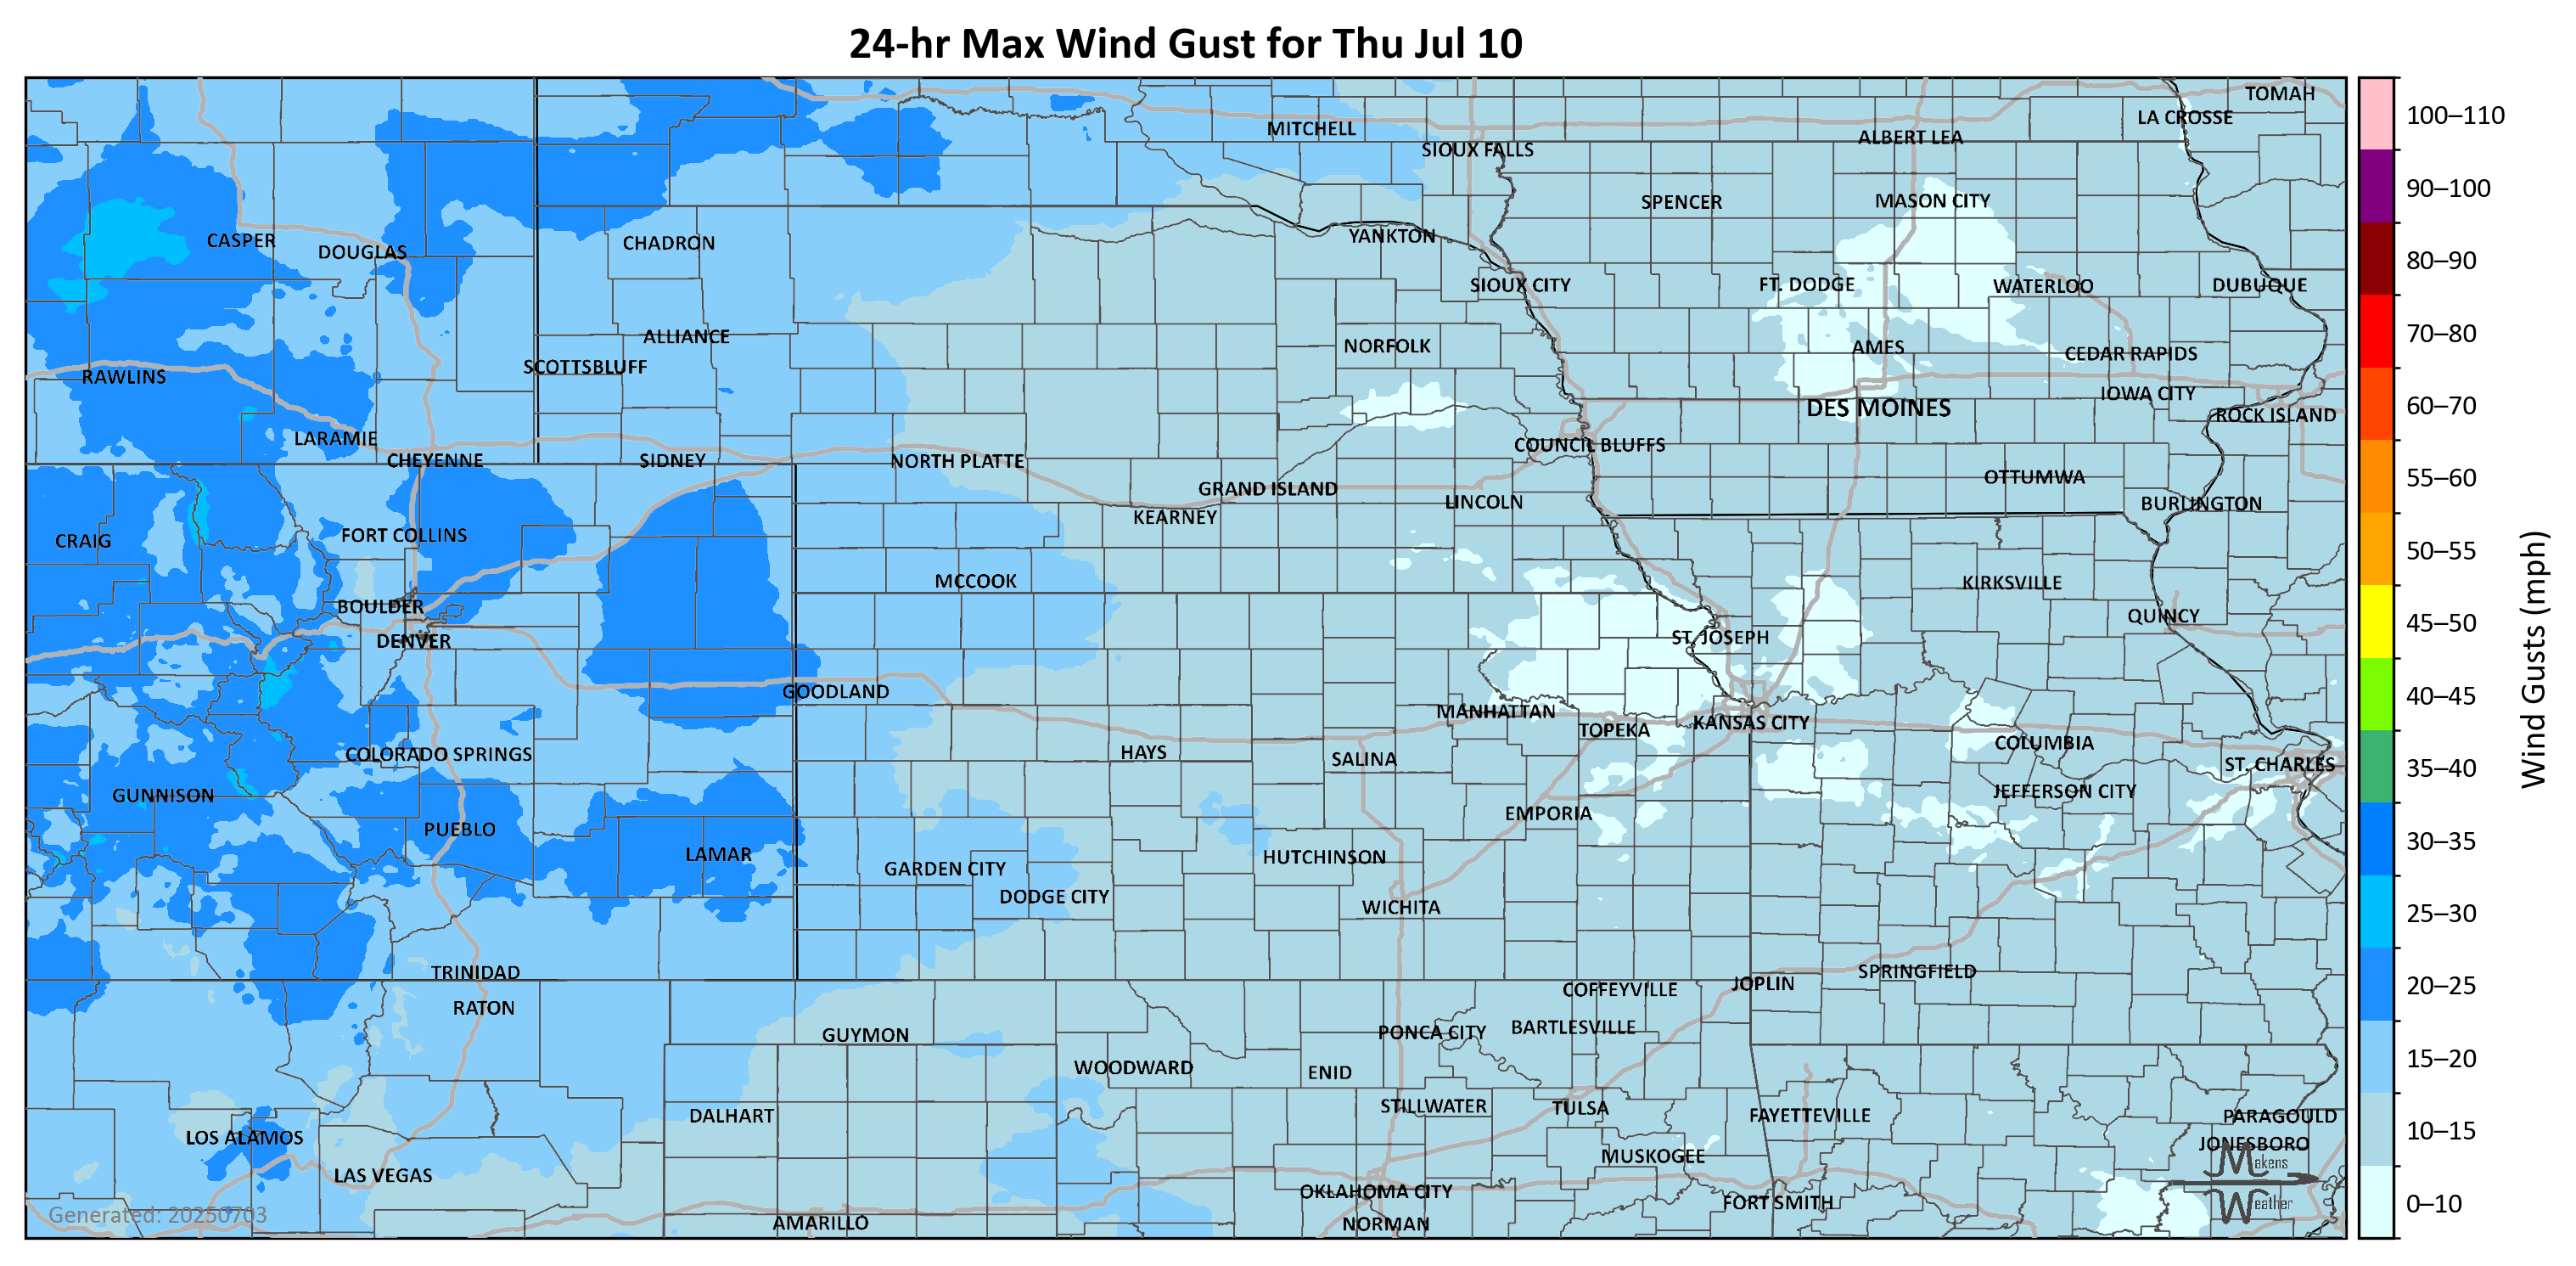 24-hr Max Wind Gust for Thu Jul 10
TOMAH
LA CROSSE
MITCHELL
ALBERT LEA
SIOUX FALLS
SPENCER
MASON CITY
CASPER
DOUGLAS
CHADRON
YANKTON
SIOUX CITY
FT. DODGE
WATERLOO
DUBUQUE
ALLIANCE
NORFOLK
AMES
CEDAR RAPIDS
SCOTTSBLUFF
RAWLINS
IOWA CITY
DES MOINES
ROCK ISLAND
LARAMIE
COUNCIL BLUFFS
CHEYENNE
SIDNEY
NORTH PLATTE
OTTUMWA
GRAND ISLAND
LINCOLN
BURLINGTON
KEARNEY
FORT COLLINS
CRAIG
MCCOOK
KIRKSVILLE
BOULDER
QUINCY
DENVER
ST. JOSEPH
GOODLAND
MANHATTAN
KANSAS CITY
TOPEKA
COLUMBIA
HAYS
COLORADO SPRINGS
SALINA
ST. CHARLES
GUNNISON
JEFFERSON CITY
EMPORIA
PUEBLO
LAMAR
HUTCHINSON
GARDEN CITY
DODGE CITY
WICHITA
TRINIDAD
SPRINGFIELD
JOPLIN
COFFEYVILLE
RATON
BARTLESVILLE
GUYMON
PONCA CITY
WOODWARD
ENID
STILLWATER
TULSA
DALHART
FAYETTEVILLE
PARAGOULD
LOS ALAMOS
JONESBORO
MUSKOGEE
LAS VEGAS
OKLAHOMA CITY
FORT SMITH
AMARILLO
NORMAN
Generated: 20250703
Makens
Weather
100–110
90–100
80–90
70–80
60–70
55–60
50–55
45–50
40–45
35–40
30–35
25–30
20–25
15–20
10–15
0–10
Wind Gusts (mph)